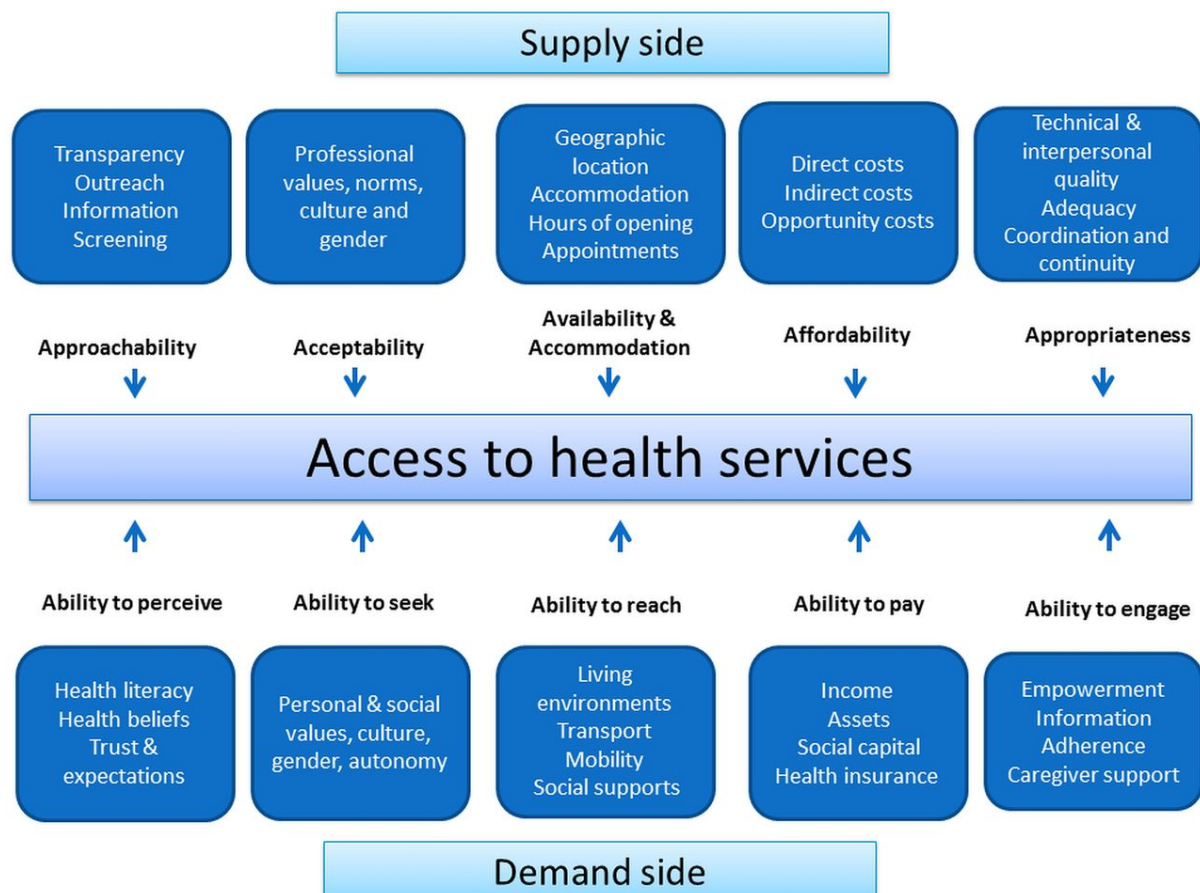 Supply side
Transparency
Outreach
Information
Screening
Professional
values, norms,
culture and
gender
Geographic
location
Accommodation
Hours of opening
Appointments
Direct costs
Indirect costs
Opportunity costs
Technical &
interpersonal
quality
Adequacy
Coordination and
continuity
Approachability
Acceptability
Availability &
Accommodation
Affordability
Appropriateness
Access to health services
Ability to perceive
Ability to seek
Ability to reach
Ability to pay
Ability to engage
Health literacy
Health beliefs
Trust &
expectations
Personal & social
values, culture,
gender, autonomy
Living
environments
Transport
Mobility
Social supports
Income
Assets
Social capital
Health insurance
Empowerment
Information
Adherence
Caregiver support
Demand side